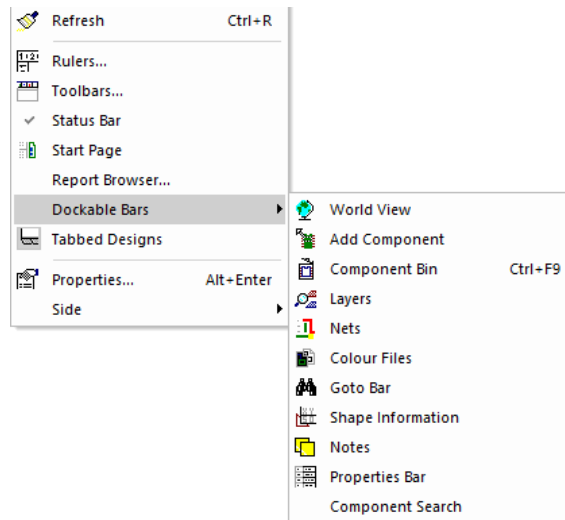 Refresh Ctrl+R
Rulers...
Toolbars...
Status Bar
Start Page
Report Browser...
Dockable Bars
Tabbed Designs
Properties... Alt+Enter
Side
World View
Add Component
Component Bin Ctrl+F9
Layers
Nets
Colour Files
Goto Bar
Shape Information
Notes
Properties Bar
Component Search